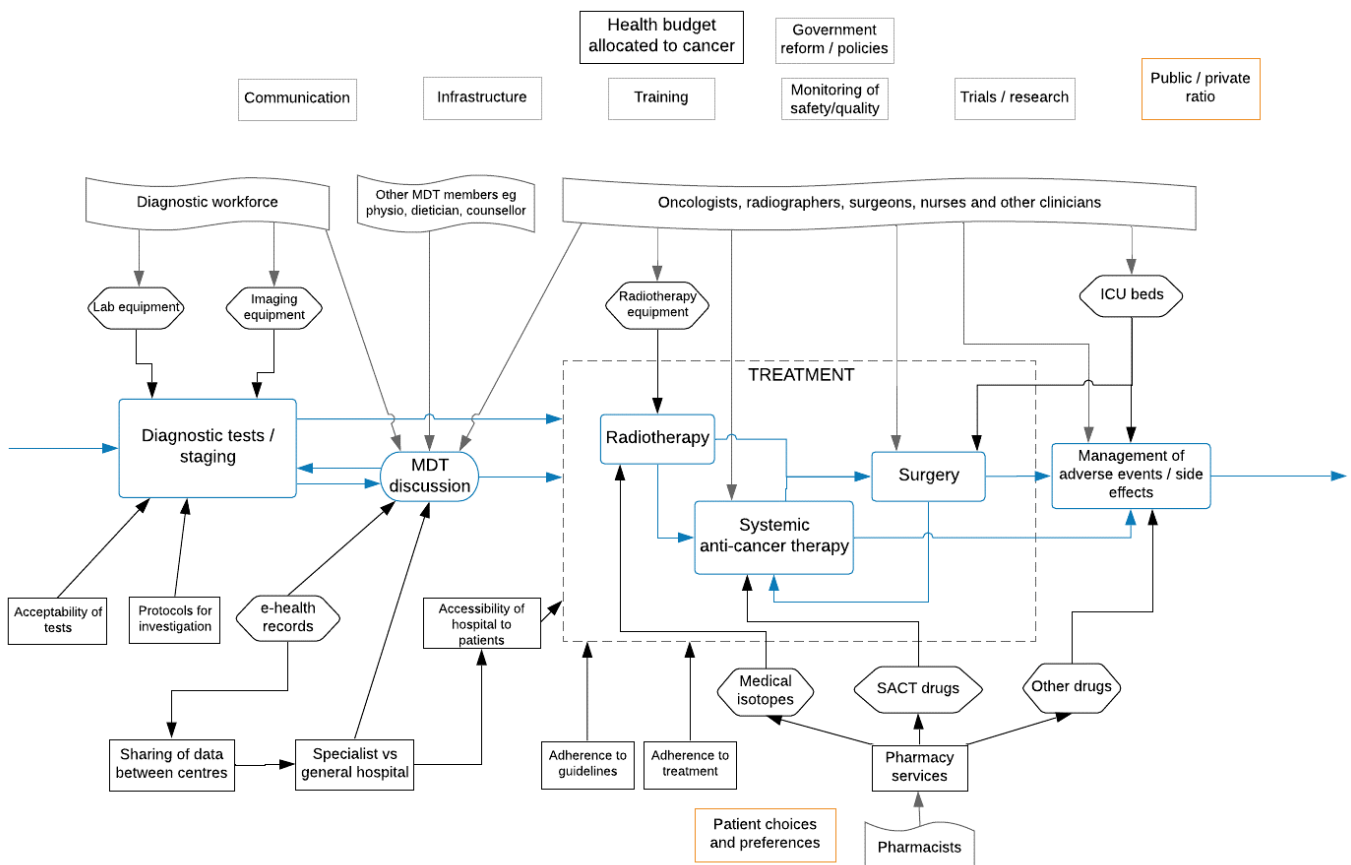 Health budget
allocated to cancer
Government
reform / policies
Public / private
ratio
Communication
Infrastructure
Training
Monitoring of
safety/quality
Trials / research
Diagnostic workforce
Other MDT members eg
physio, dietician, counsellor
Oncologists, radiographers, surgeons, nurses and other clinicians
Lab equipment
Imaging
equipment
Radiotherapy
equipment
ICU beds
TREATMENT
Diagnostic tests /
staging
MDT
discussion
Radiotherapy
Systemic
anti-cancer therapy
Surgery
Management of
adverse events / side
effects
Acceptability of
tests
Protocols for
investigation
e-health
records
Accessibility of
hospital to
patients
Medical
isotopes
SACT drugs
Other drugs
Sharing of data
between centres
Specialist vs
general hospital
Adherence to
guidelines
Adherence to
treatment
Pharmacy
services
Patient choices
and preferences
Pharmacists